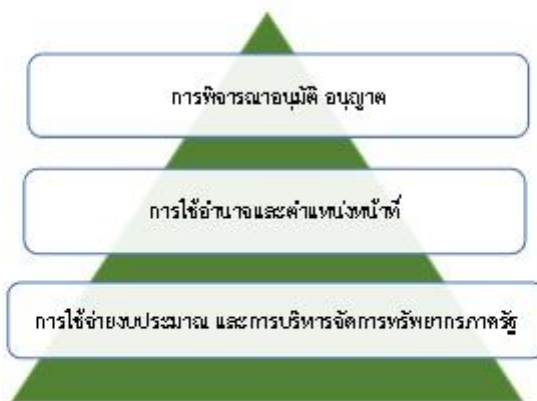 การพิจารณาอนุมัติ อนุญาต
การใช้อำนาจและตำแหน่งหน้าที่
การใช้จ่ายงบประมาณ และการบริหารจัดการทรัพยากรภาครัฐ